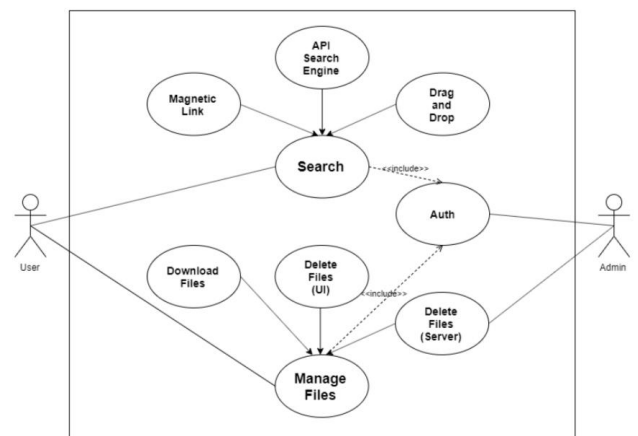 API
Search
Engine
Magnetic
Link
Drag
and
Drop
Search
<<include>>
Auth
User
Admin
Download
Files
Delete
Files
(UI)
<<include>>
Delete
Files
(Server)
Manage
Files